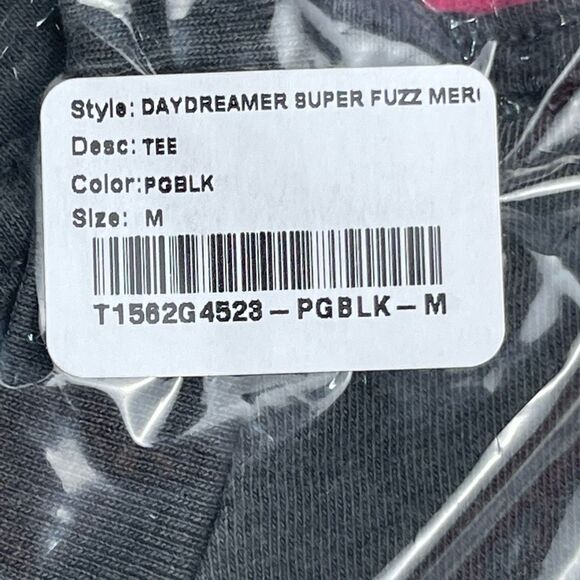 Style: DAYDREAMER SUPER FUZZ MER
Desc: TEE
Color:PGBLK
Size: M
T1562G4523-PGBLK-M